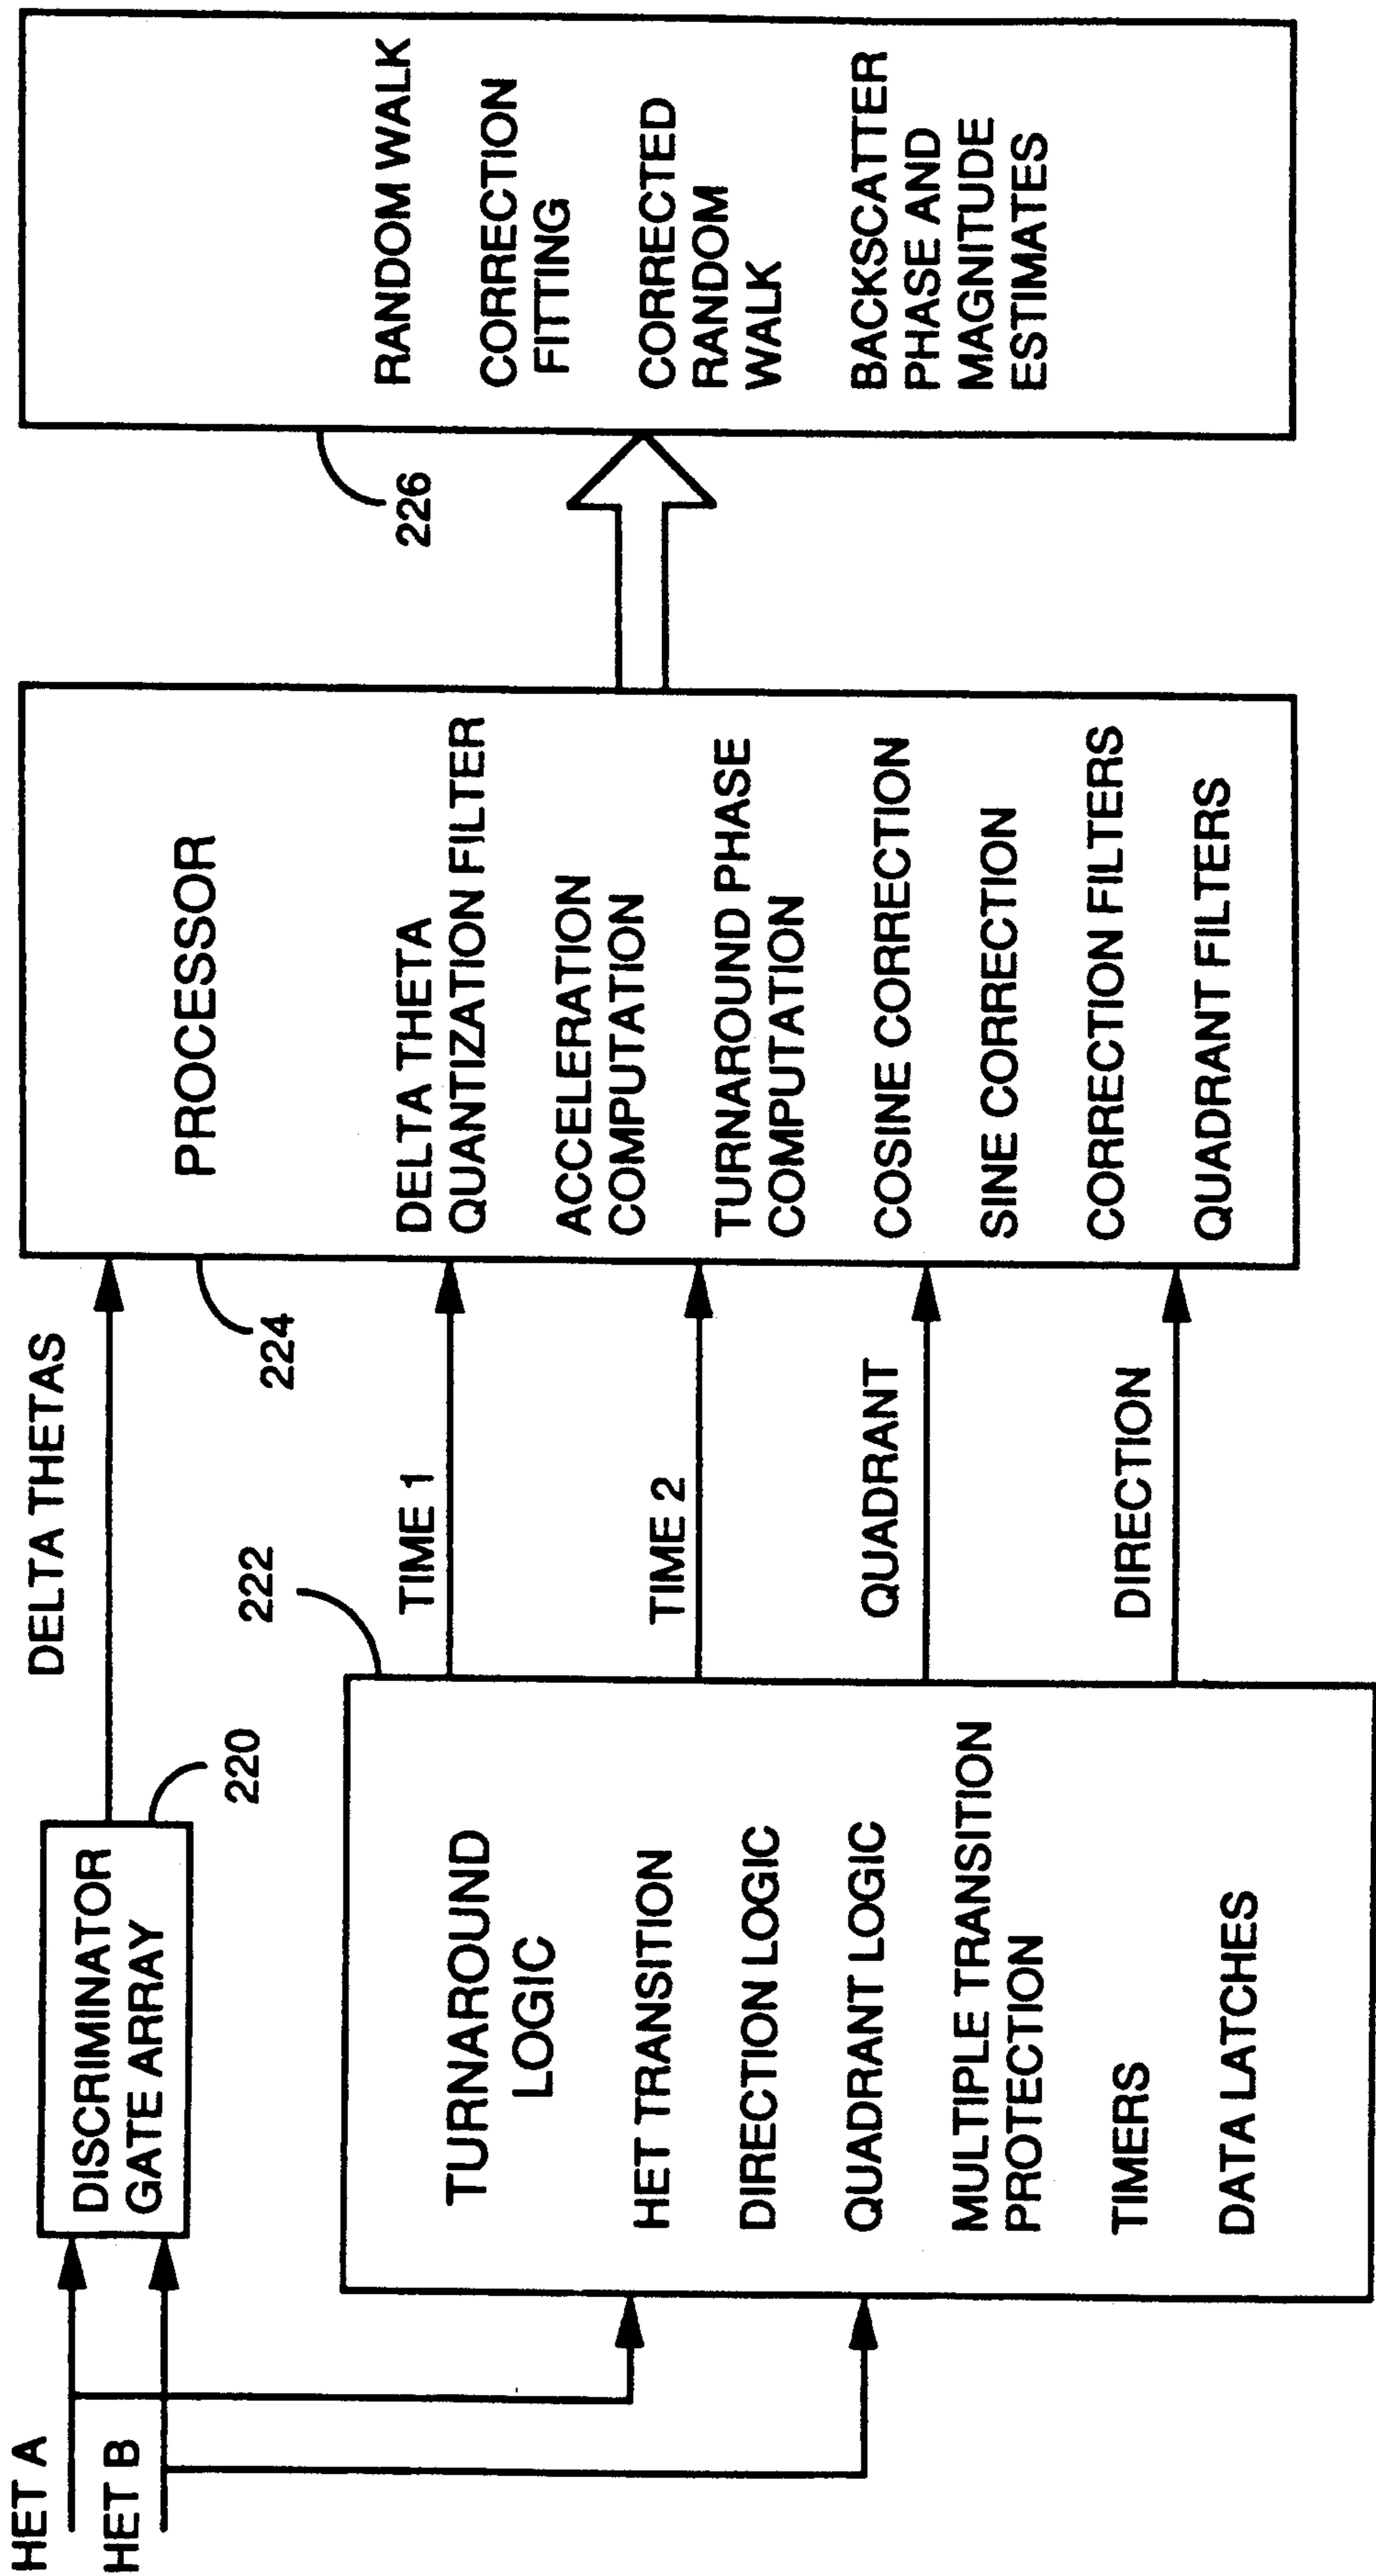 HET A
HET B
DISCRIMINATOR
GATE ARRAY
220
DELTA THETAS
TURNAROUND
LOGIC
HET TRANSITION
DIRECTION LOGIC
QUADRANT LOGIC
MULTIPLE TRANSITION
PROTECTION
TIMERS
DATA LATCHES
222
TIME 1
TIME 2
QUADRANT
DIRECTION
224
PROCESSOR
DELTA THETA
QUANTIZATION FILTER
ACCELERATION
COMPUTATION
TURNAROUND PHASE
COMPUTATION
COSINE CORRECTION
SINE CORRECTION
CORRECTION FILTERS
QUADRANT FILTERS
226
RANDOM WALK
CORRECTION
FITTING
CORRECTED
RANDOM
WALK
BACKSCATTER
PHASE AND
MAGNITUDE
ESTIMATES